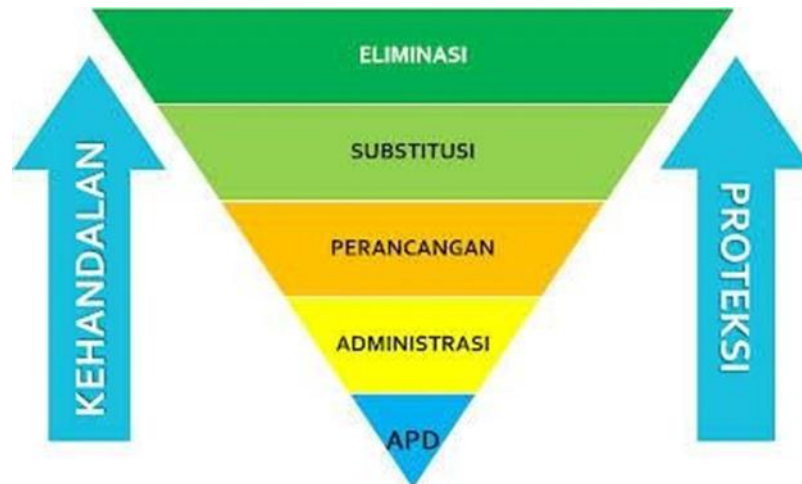 ELIMINASI
SUBSTITUSI
PERANCANGAN
ADMINISTRASI
APD
KEHANDALAN
PROTEKSI